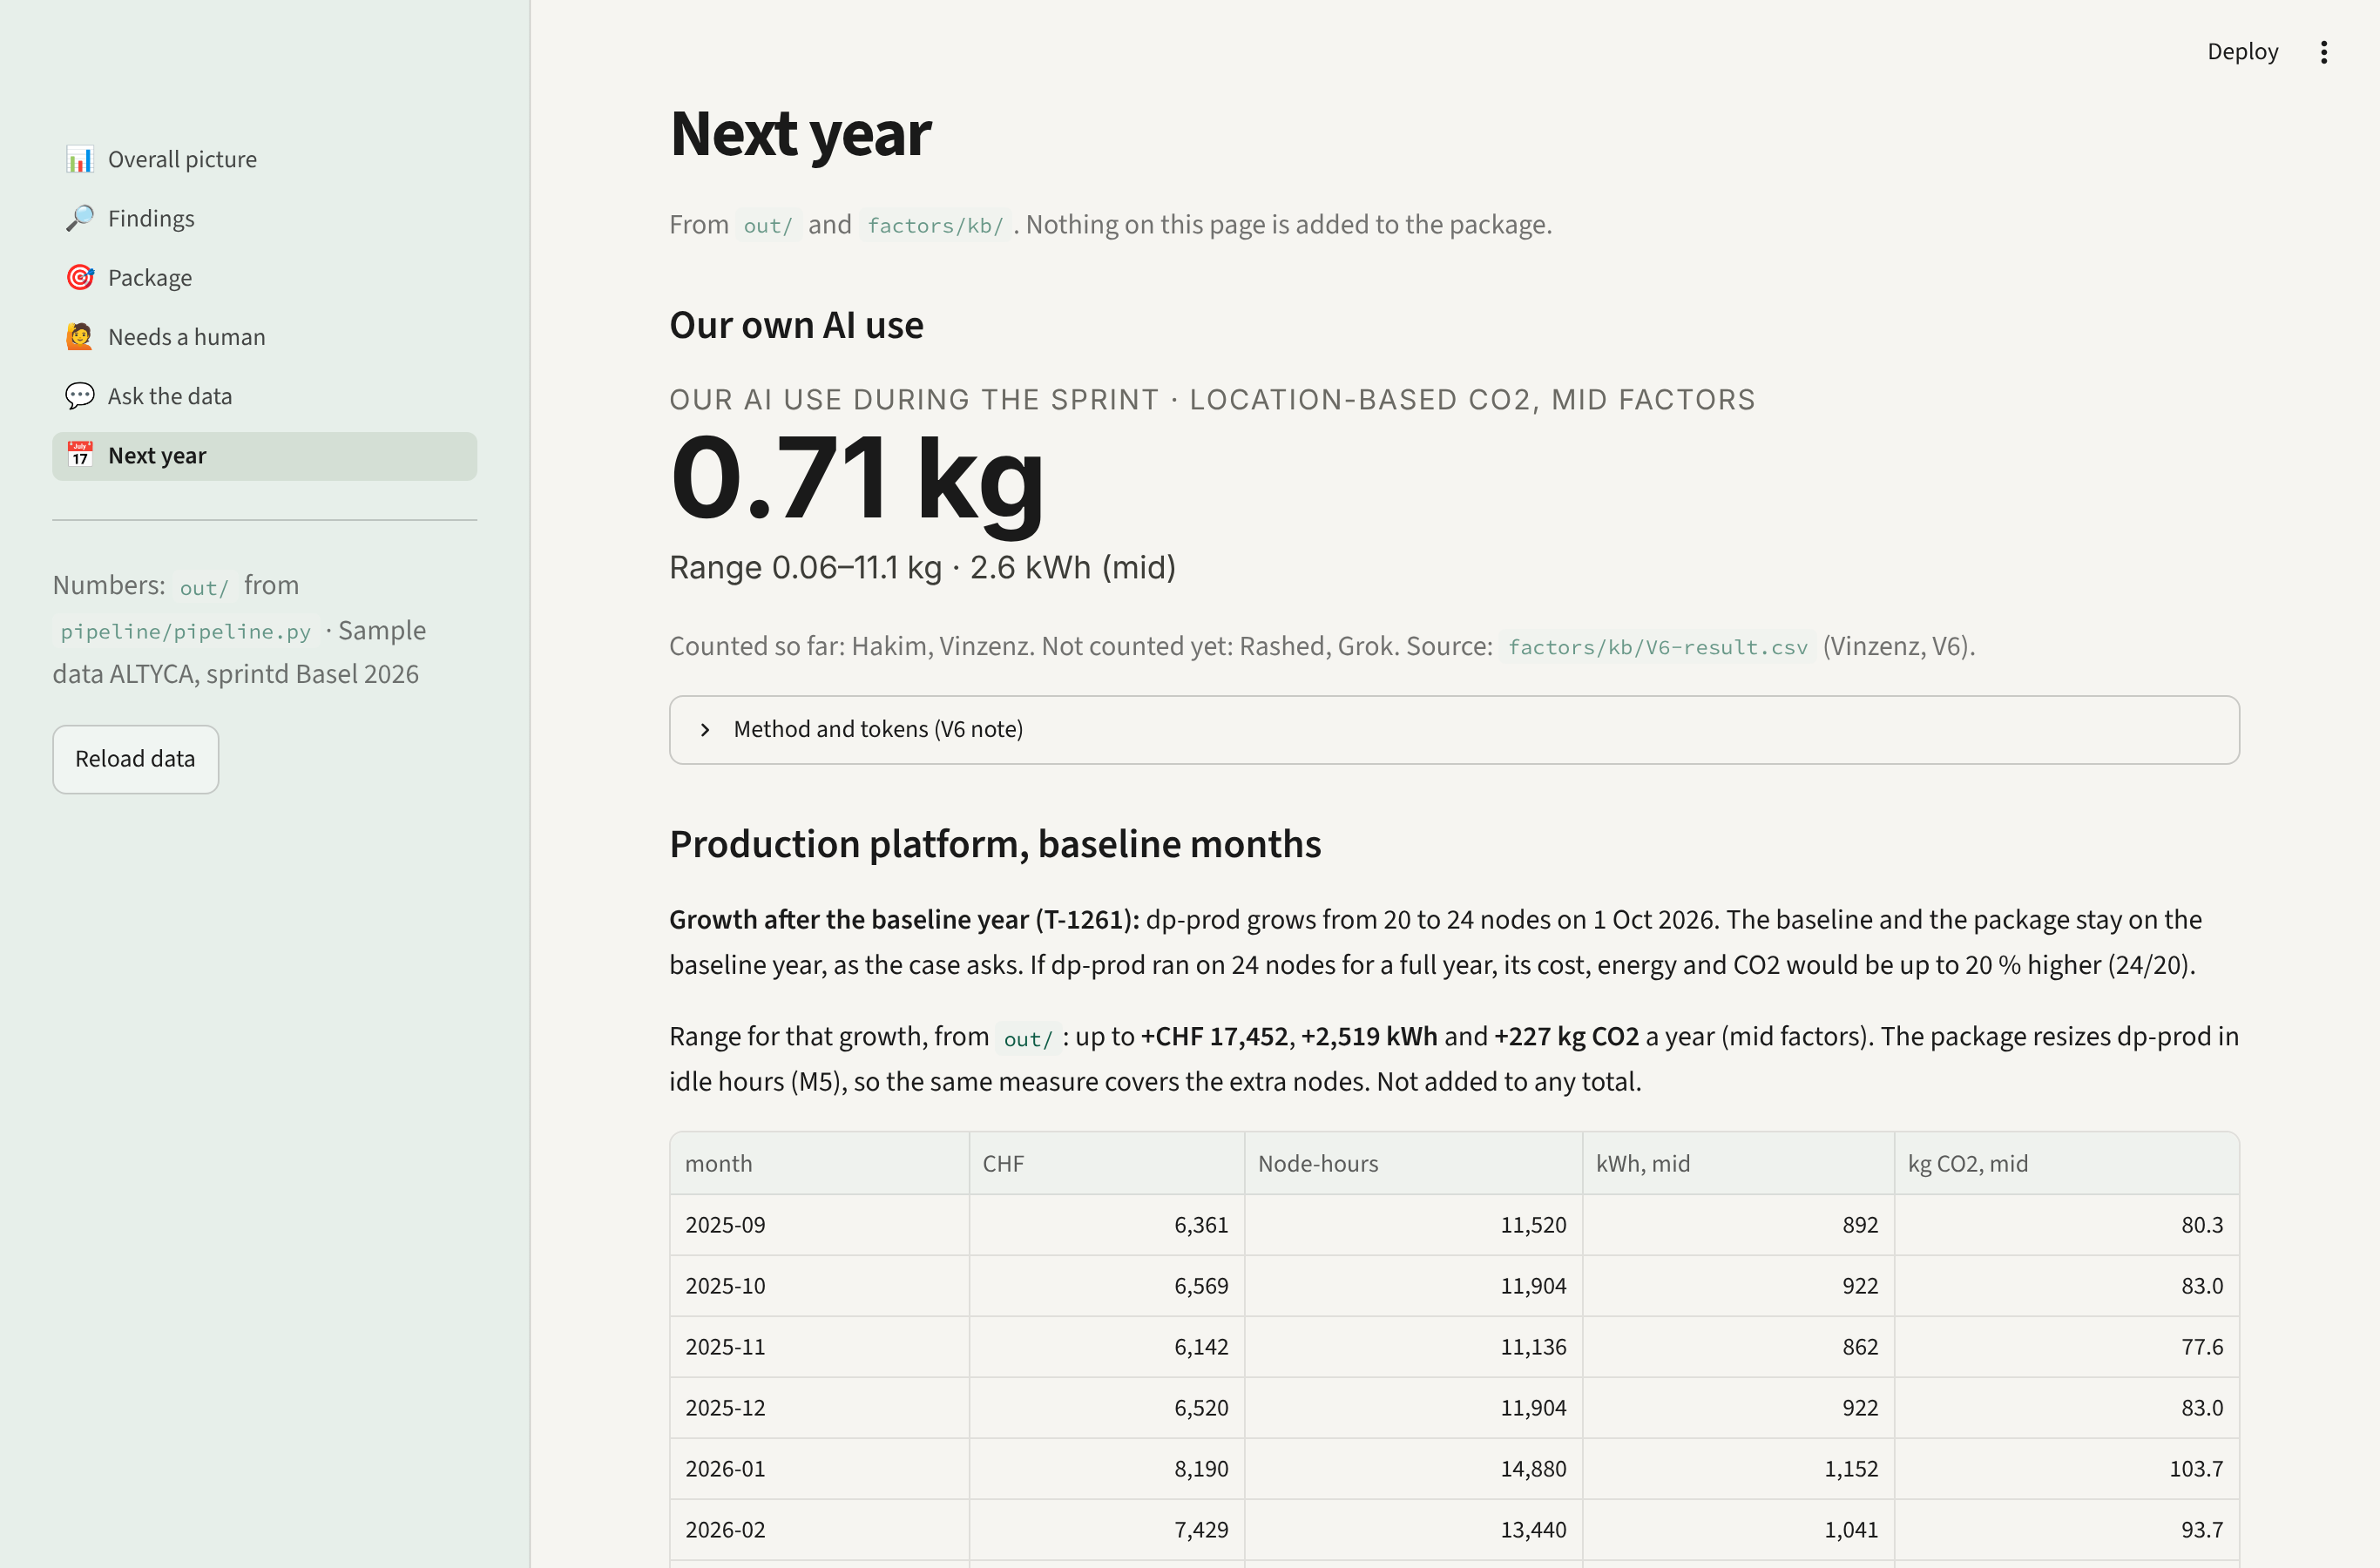 Deploy
Overall picture
Findings
Package
Needs a human
Ask the data
Next year
Numbers: out/ from
pipeline/pipeline.py · Sample
data ALTYCA, sprintd Basel 2026
Reload data
Next year
From out/ and factors/kb/. Nothing on this page is added to the package.
Our own AI use
OUR AI USE DURING THE SPRINT · LOCATION-BASED CO2, MID FACTORS
0.71 kg
Range 0.06–11.1 kg · 2.6 kWh (mid)
Counted so far: Hakim, Vinzenz. Not counted yet: Rashed, Grok. Source: factors/kb/V6-result.csv (Vinzenz, V6).
Method and tokens (V6 note)
Production platform, baseline months
Growth after the baseline year (T-1261): dp-prod grows from 20 to 24 nodes on 1 Oct 2026. The baseline and the package stay on the
baseline year, as the case asks. If dp-prod ran on 24 nodes for a full year, its cost, energy and CO2 would be up to 20 % higher (24/20).
Range for that growth, from out/: up to +CHF 17,452, +2,519 kWh and +227 kg CO2 a year (mid factors). The package resizes dp-prod in
idle hours (M5), so the same measure covers the extra nodes. Not added to any total.
month CHF Node-hours kWh, mid kg CO2, mid
2025-09 6,361 11,520 892 80.3
2025-10 6,569 11,904 922 83.0
2025-11 6,142 11,136 862 77.6
2025-12 6,520 11,904 922 83.0
2026-01 8,190 14,880 1,152 103.7
2026-02 7,429 13,440 1,041 93.7